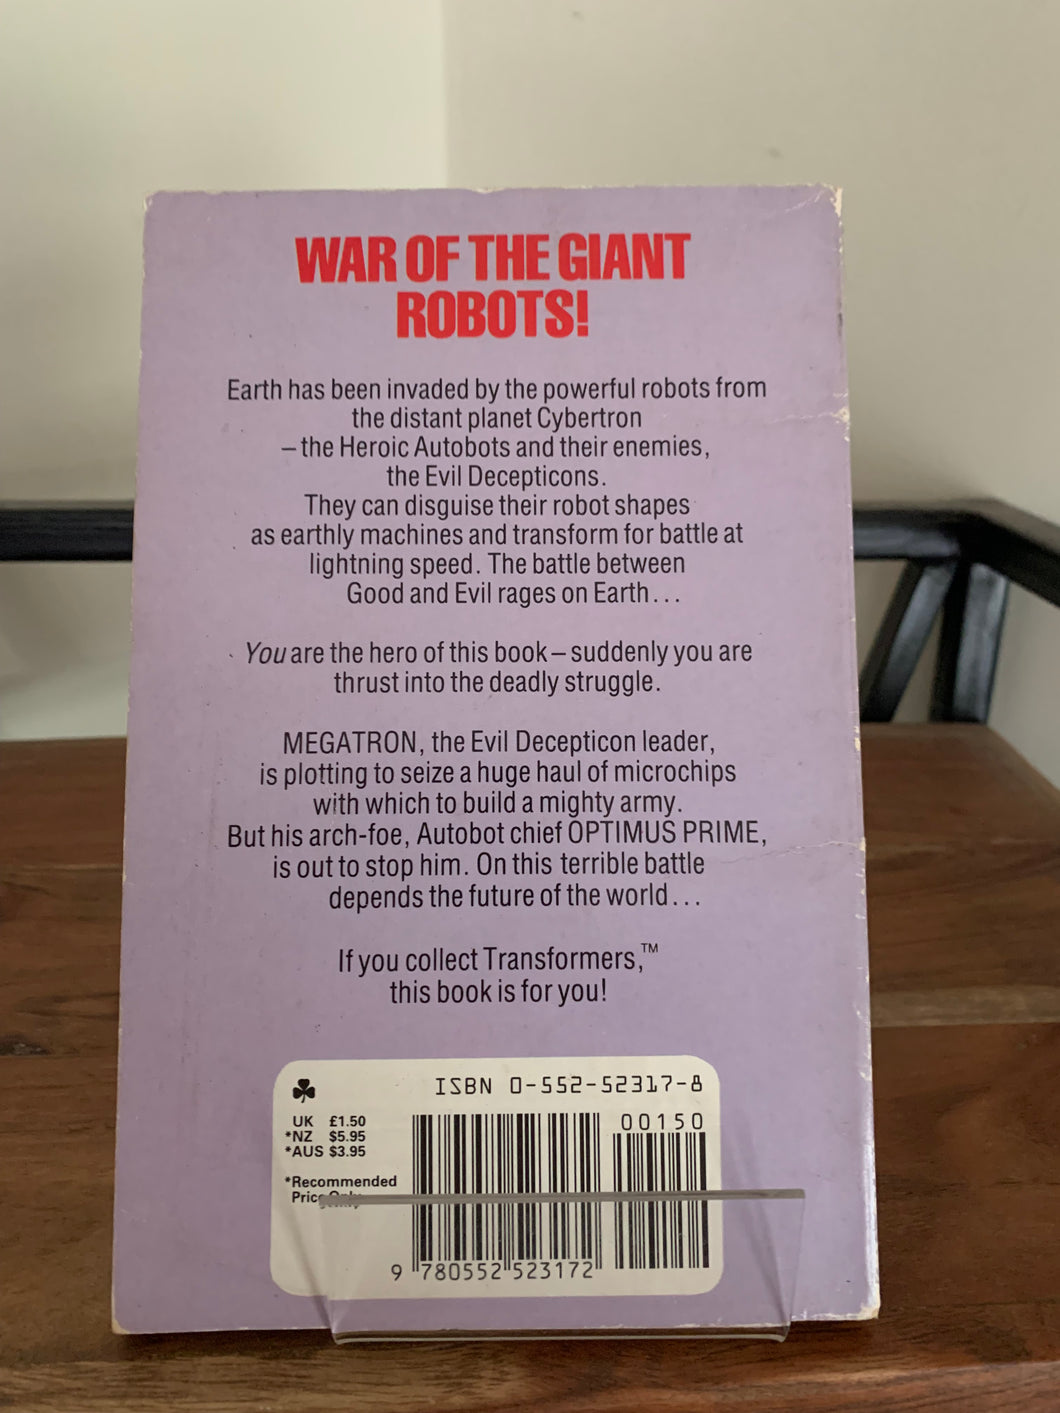 WAR OF THE GIANT
ROBOTS!
Earth has been invaded by the powerful robots from
the distant planet Cybertron
– the Heroic Autobots and their enemies,
the Evil Decepticons.
They can disguise their robot shapes
as earthly machines and transform for battle at
lightning speed. The battle between
Good and Evil rages on Earth...
You are the hero of this book – suddenly you are
thrust into the deadly struggle.
MEGATRON, the Evil Decepticon leader,
is plotting to seize a huge haul of microchips
with which to build a mighty army.
But his arch-foe, Autobot chief OPTIMUS PRIME,
is out to stop him. On this terrible battle
depends the future of the world...
If you collect Transformers,™
this book is for you!
ISBN 0-552-52317-8
UK £1.50
*NZ $5.95
*AUS $3.95
*Recommended
Price Only
00150
9 780552 523172